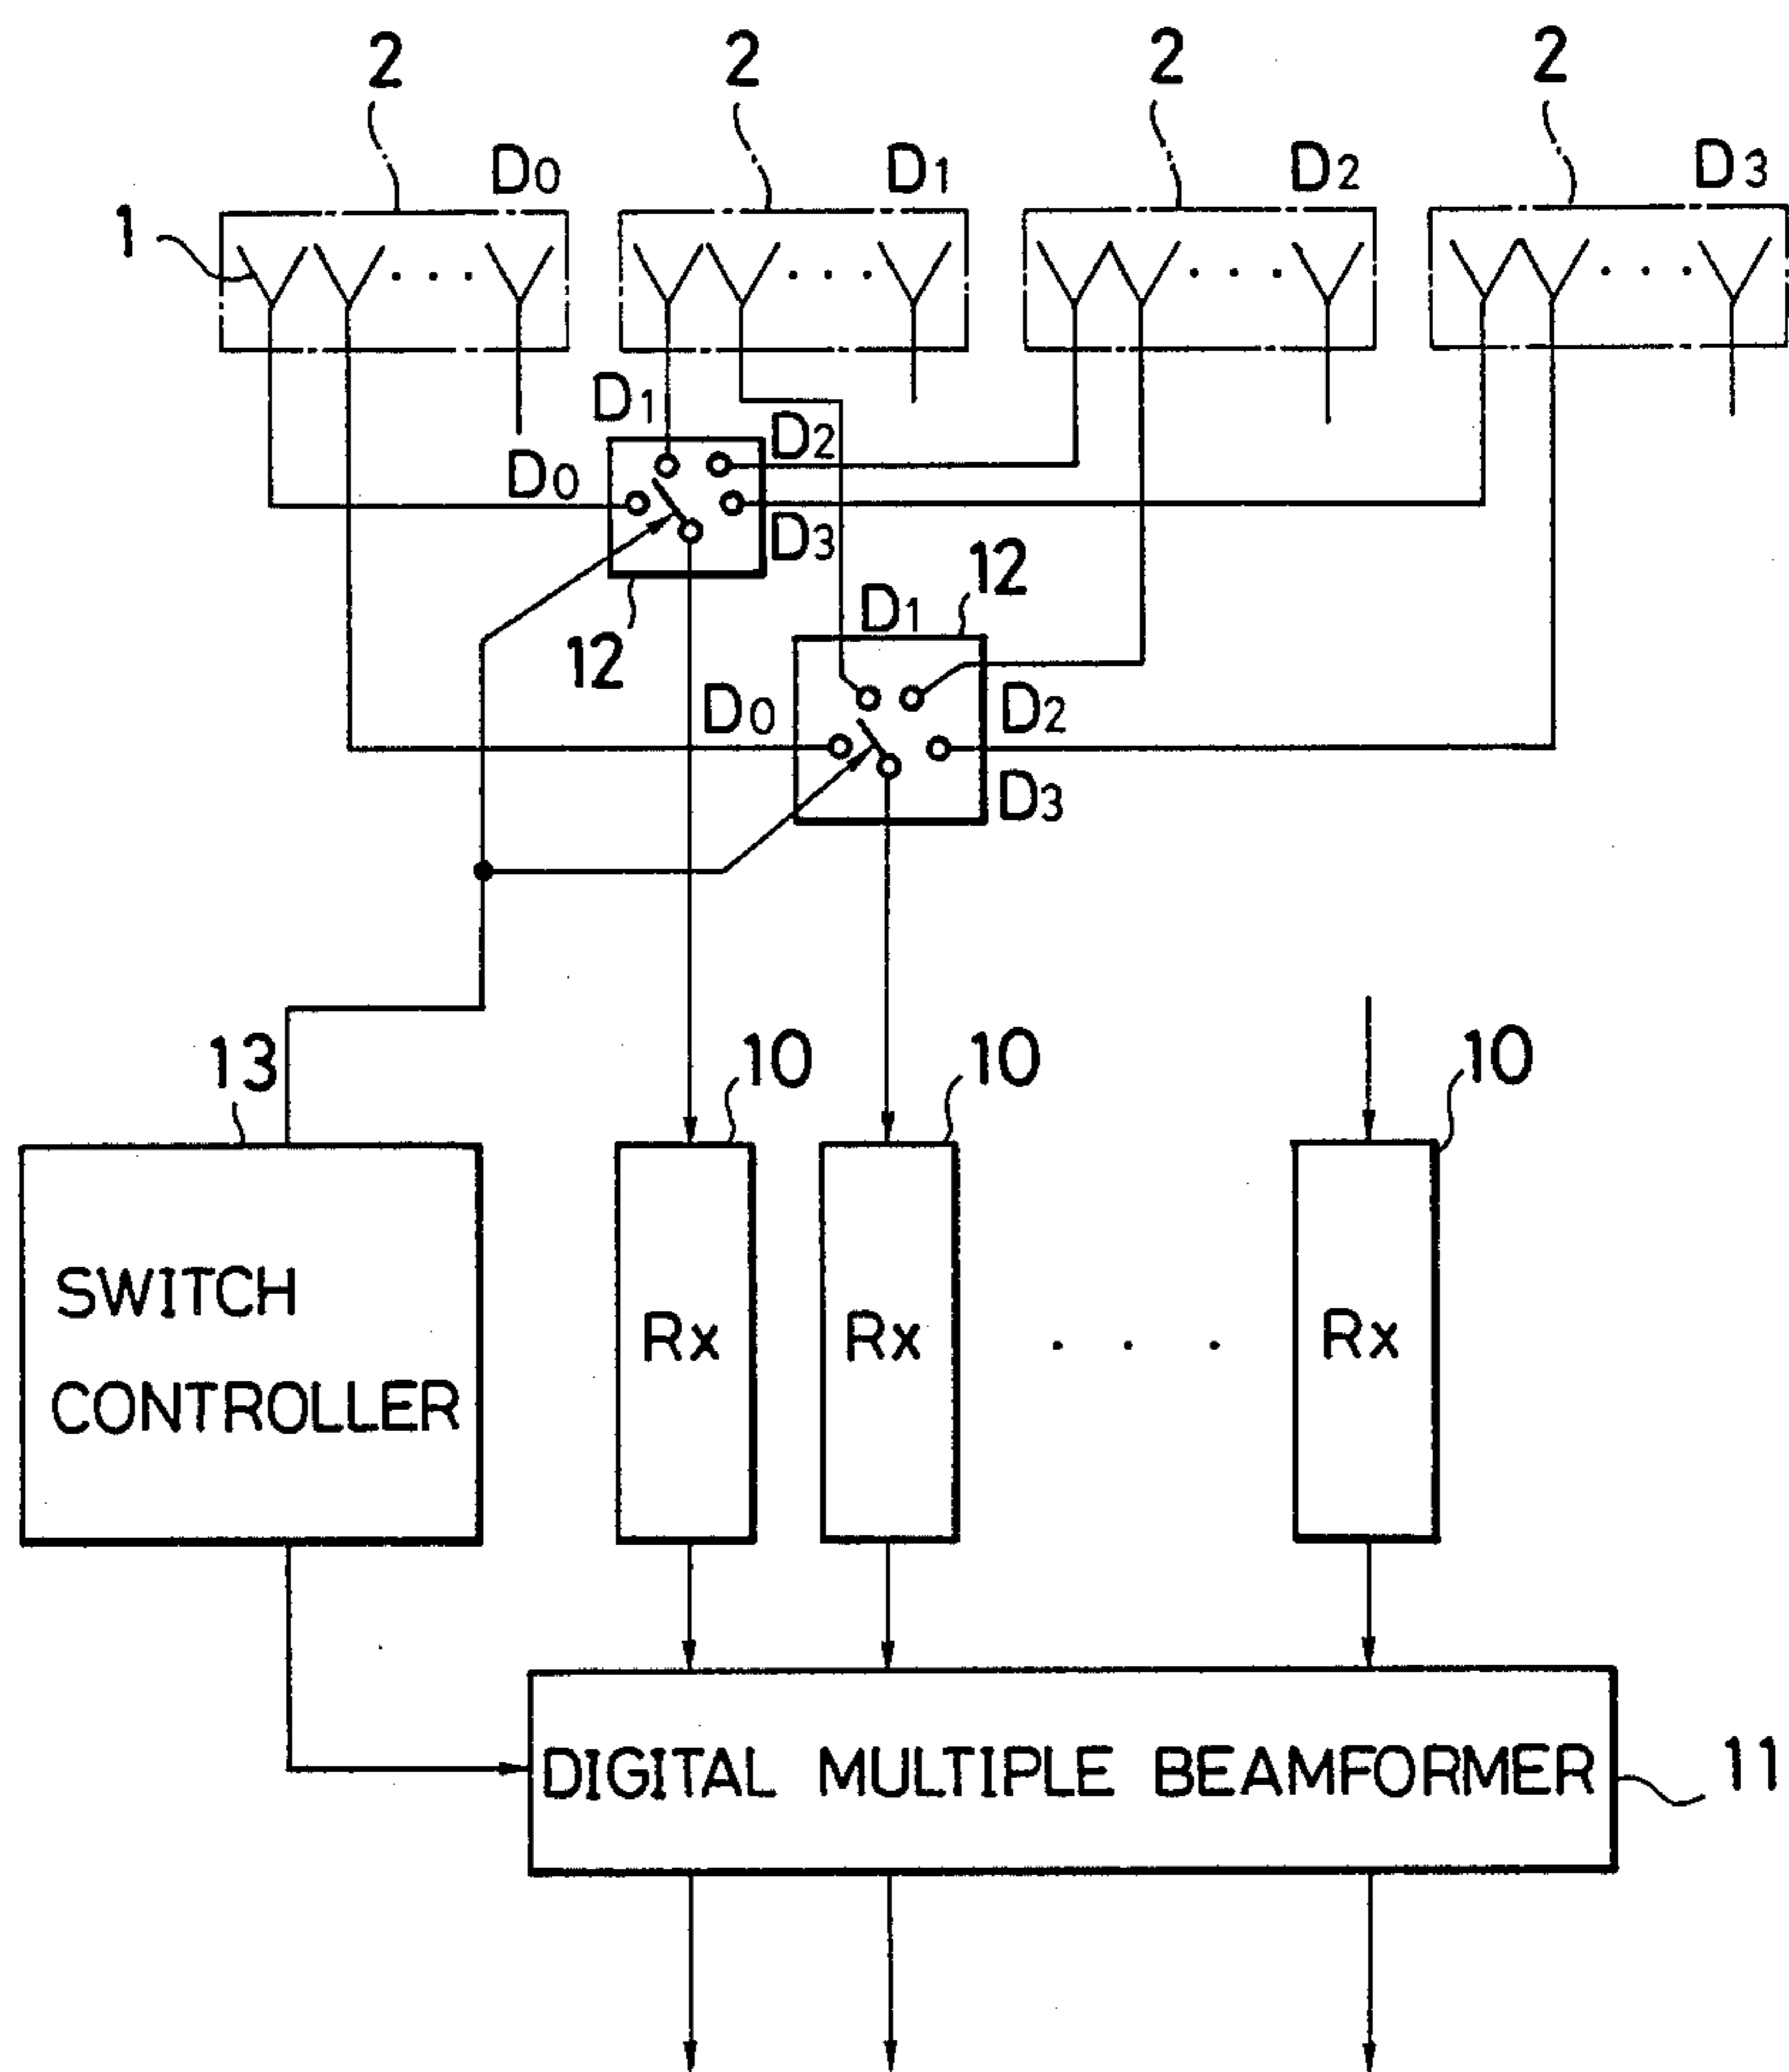 2 2 2 2
D0 D1 D2 D3
1
D1
D2
D0
D3
12
D1
12
D0
D2
D3
13 10 10 10
SWITCH
CONTROLLER
Rx Rx Rx
DIGITAL MULTIPLE BEAMFORMER
11